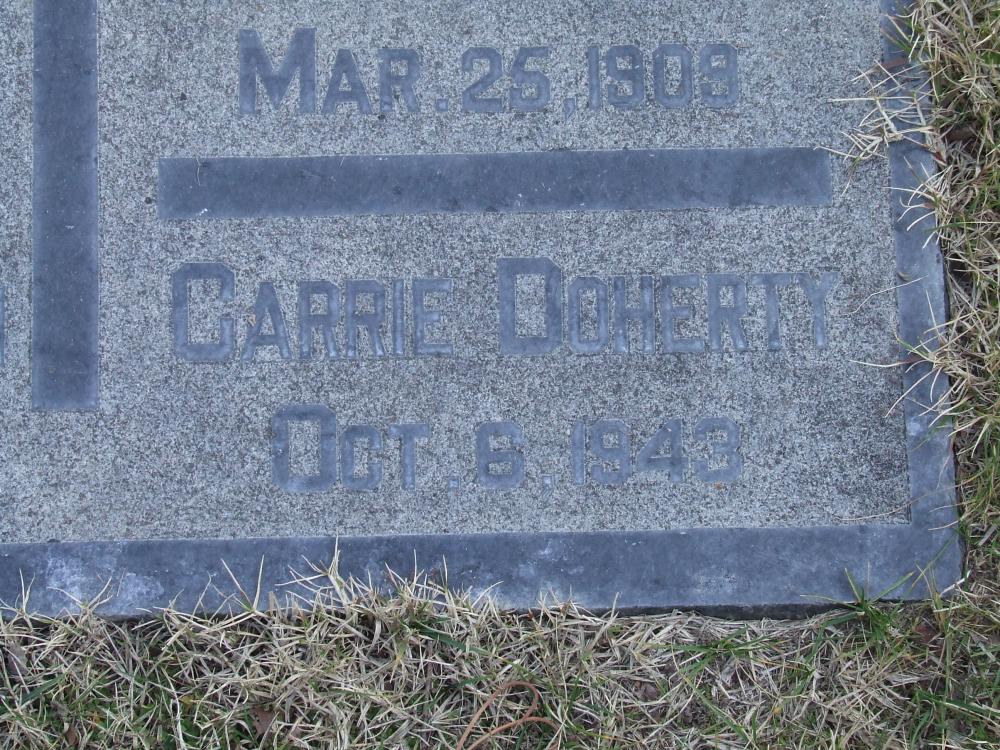 Mar. 25, 1909
Carrie Doherty
Oct. 6, 1943